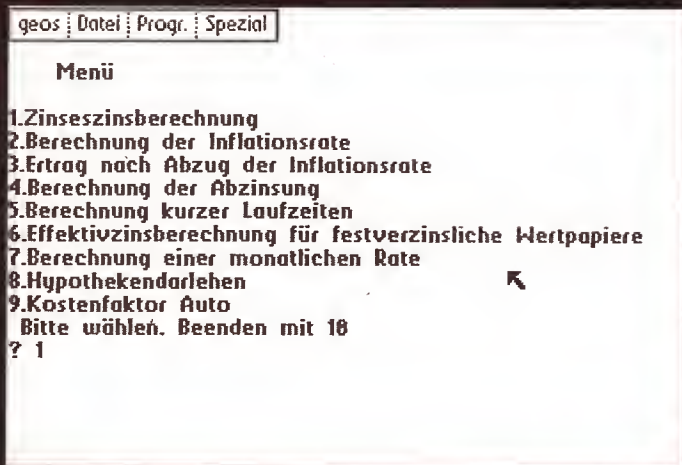 geos Datei Progr. Spezial
Menü
1.Zinseszinsberechnung
2.Berechnung der Inflationsrate
3.Ertrag nach Abzug der Inflationsrate
4.Berechnung der Abzinsung
5.Berechnung kurzer Laufzeiten
6.Effektivzinsberechnung für festverzinsliche Wertpapiere
7.Berechnung einer monatlichen Rate
8.Hypothekendarlehen
9.Kostenfaktor Auto
Bitte wählen. Beenden mit 10
? 1